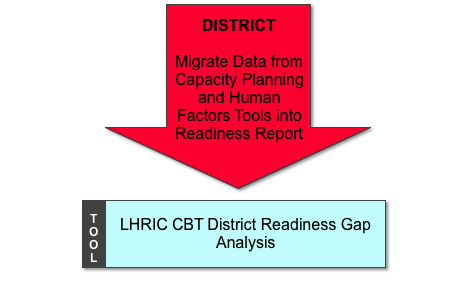 DISTRICT
Migrate Data from
Capacity Planning
and Human
Factors Tools into
Readiness Report
TOOL
LHRIC CBT District Readiness Gap
Analysis